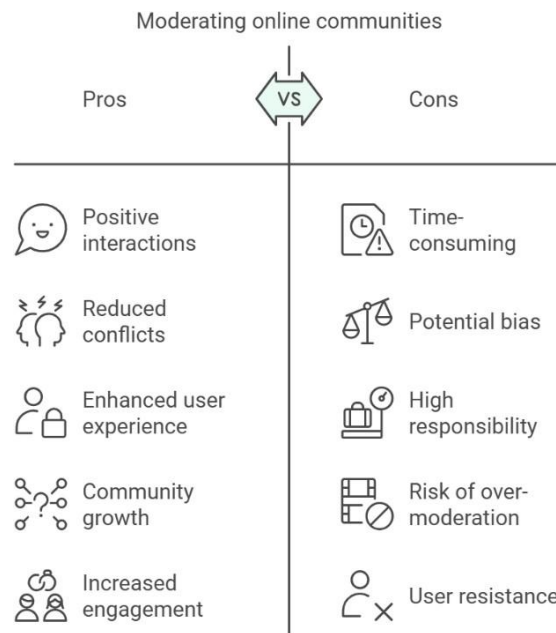 Moderating online communities
Pros
VS
Cons
Positive
interactions
Time-
consuming
Reduced
conflicts
Potential bias
Enhanced user
experience
High
responsibility
Community
growth
Risk of over-
moderation
Increased
engagement
User resistance